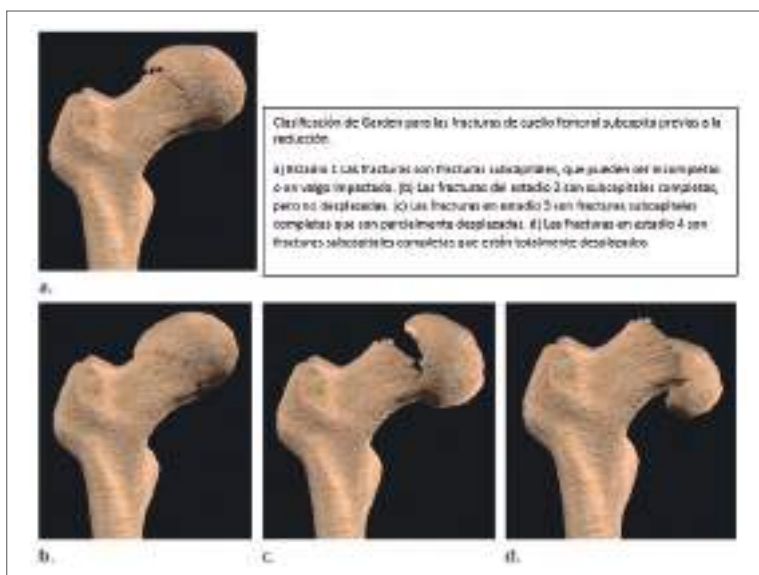 a.
Clasificación de Garden para las fracturas de cuello femoral subcapita previas a la
reducción.
a) Estadio 1 Las fracturas son fracturas subcapitales, que pueden ser incompletas
o en valgo impactado. (b) Las fracturas del estadio 2 son subcapitales completas,
pero no desplazadas. (c) Las fracturas en estadio 3 son fracturas subcapitales
completas que son parcialmente desplazadas. d) Las fracturas en estadio 4 son
fracturas subcapitales completas que están totalmente desplazadas
b.
c.
d.